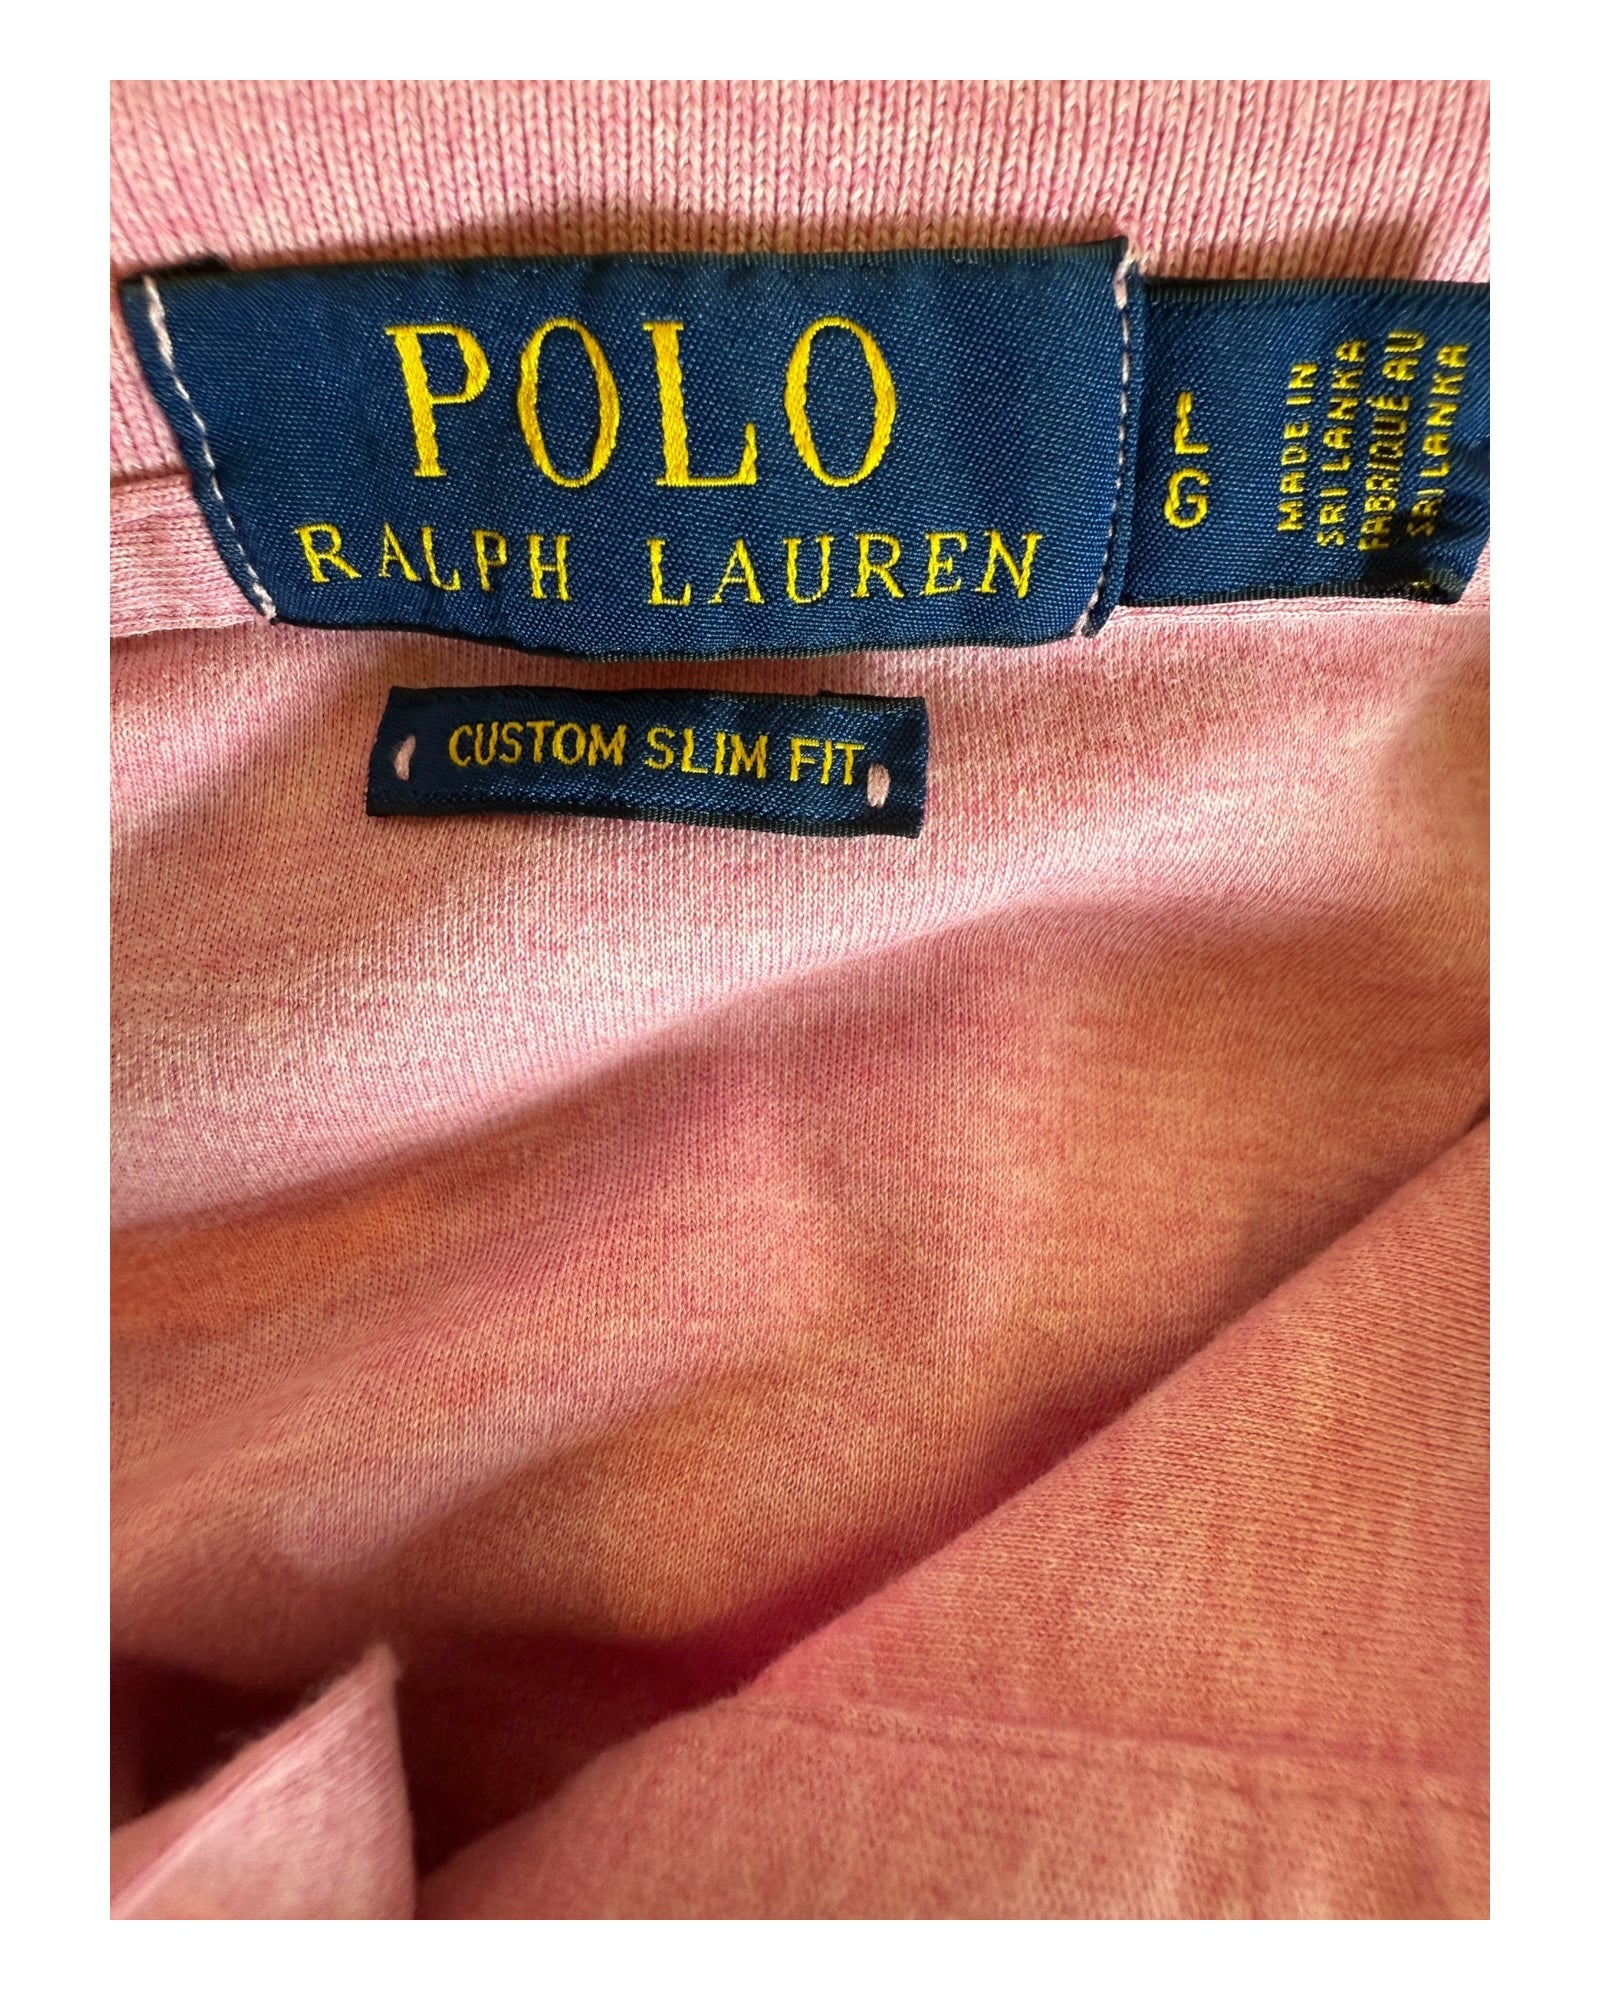 POLO
RALPH LAUREN
L
G
MADE IN
SRI LANKA
FABRIQUÉ AU
SRI LANKA
CUSTOM SLIM FIT